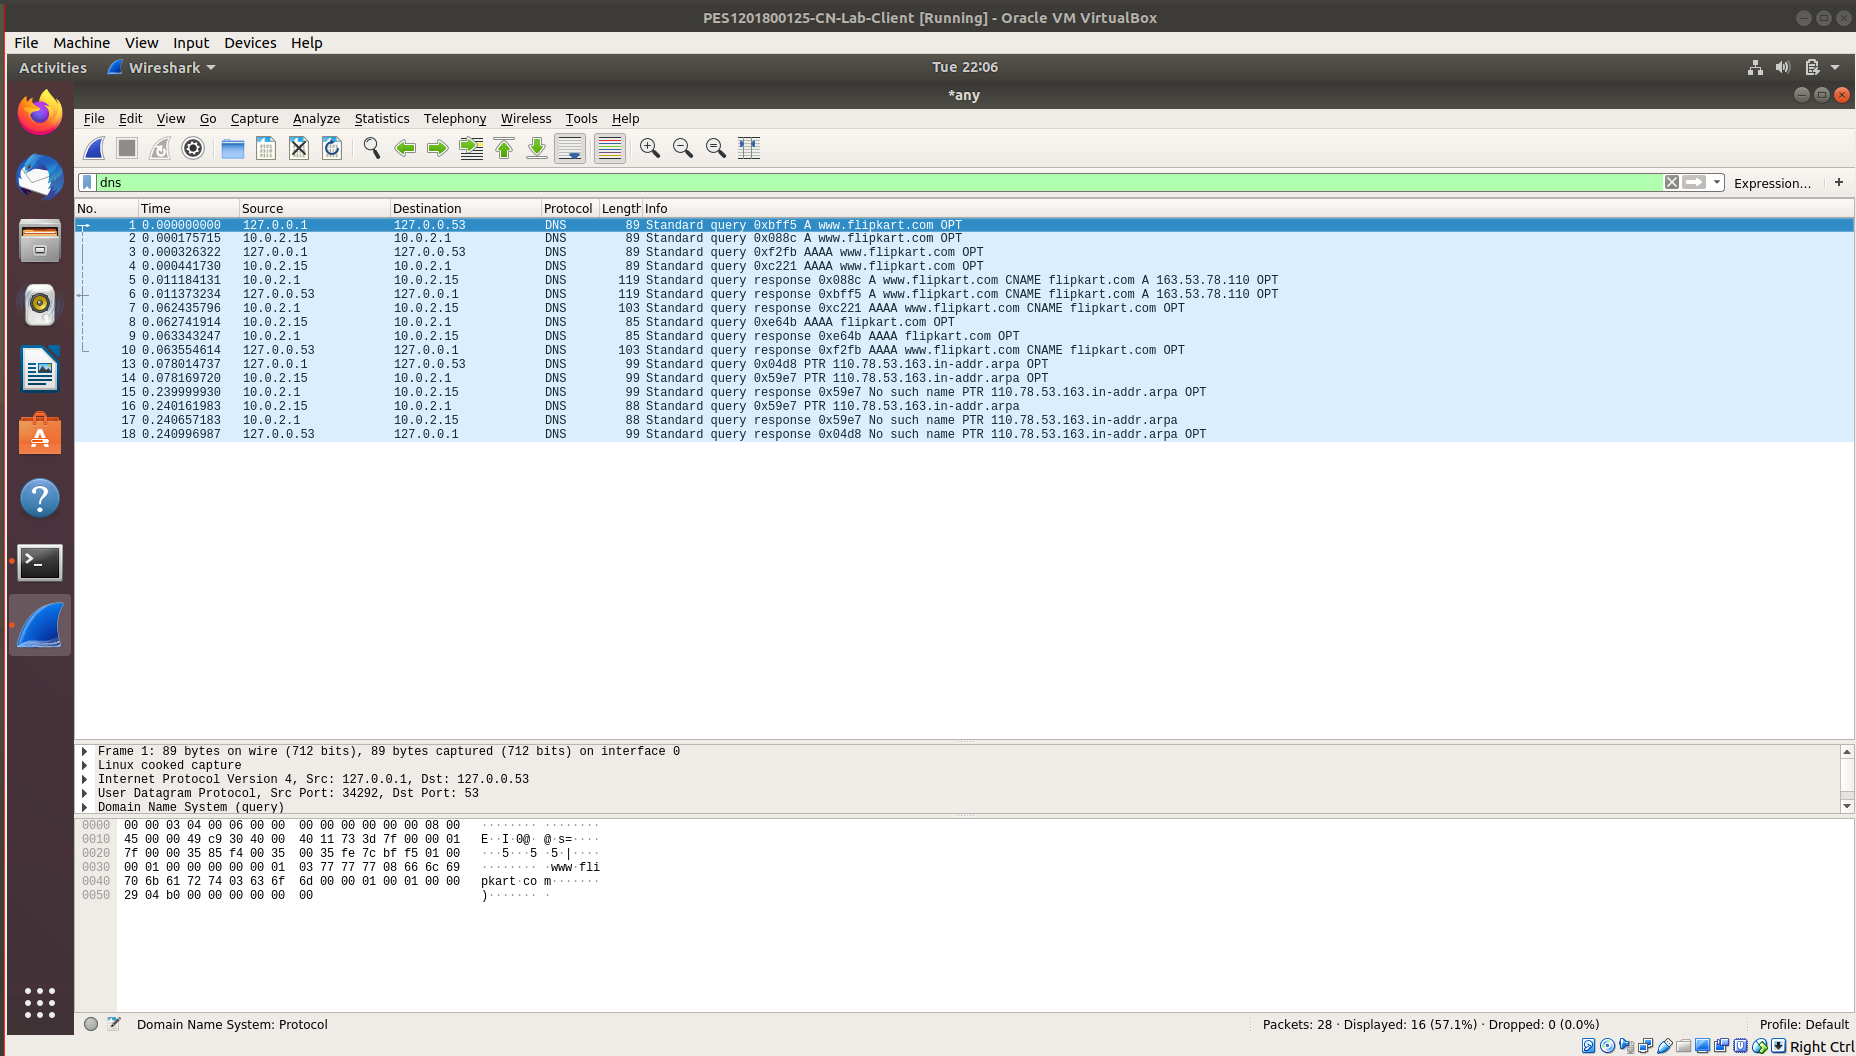 PES1201800125-CN-Lab-Client [Running] - Oracle VM VirtualBox
File Machine View Input Devices Help
Activities Wireshark Tue 22:06
*any
File Edit View Go Capture Analyze Statistics Telephony Wireless Tools Help
dns Expression... +
No. Time Source Destination Protocol Length Info
1 0.000000000 127.0.0.1 127.0.0.53 DNS 89 Standard query 0xbff5 A www.flipkart.com OPT
2 0.000175715 10.0.2.15 10.0.2.1 DNS 89 Standard query 0x088c A www.flipkart.com OPT
3 0.000326322 127.0.0.1 127.0.0.53 DNS 89 Standard query 0xf2fb AAAA www.flipkart.com OPT
4 0.000441730 10.0.2.15 10.0.2.1 DNS 89 Standard query 0xc221 AAAA www.flipkart.com OPT
5 0.011184131 10.0.2.1 10.0.2.15 DNS 119 Standard query response 0x088c A www.flipkart.com CNAME flipkart.com A 163.53.78.110 OPT
6 0.011373234 127.0.0.53 127.0.0.1 DNS 119 Standard query response 0xbff5 A www.flipkart.com CNAME flipkart.com A 163.53.78.110 OPT
7 0.062435796 10.0.2.1 10.0.2.15 DNS 103 Standard query response 0xc221 AAAA www.flipkart.com CNAME flipkart.com OPT
8 0.062741914 10.0.2.15 10.0.2.1 DNS 85 Standard query 0xe64b AAAA flipkart.com OPT
9 0.063343247 10.0.2.1 10.0.2.15 DNS 85 Standard query response 0xe64b AAAA flipkart.com OPT
10 0.063554614 127.0.0.53 127.0.0.1 DNS 103 Standard query response 0xf2fb AAAA www.flipkart.com CNAME flipkart.com OPT
13 0.078014737 127.0.0.1 127.0.0.53 DNS 99 Standard query 0x04d8 PTR 110.78.53.163.in-addr.arpa OPT
14 0.078169720 10.0.2.15 10.0.2.1 DNS 99 Standard query 0x59e7 PTR 110.78.53.163.in-addr.arpa OPT
15 0.239999930 10.0.2.1 10.0.2.15 DNS 99 Standard query response 0x59e7 No such name PTR 110.78.53.163.in-addr.arpa OPT
16 0.240161983 10.0.2.15 10.0.2.1 DNS 88 Standard query 0x59e7 PTR 110.78.53.163.in-addr.arpa
17 0.240657183 10.0.2.1 10.0.2.15 DNS 88 Standard query response 0x59e7 No such name PTR 110.78.53.163.in-addr.arpa
18 0.240996987 127.0.0.53 127.0.0.1 DNS 99 Standard query response 0x04d8 No such name PTR 110.78.53.163.in-addr.arpa OPT
Frame 1: 89 bytes on wire (712 bits), 89 bytes captured (712 bits) on interface 0
Linux cooked capture
Internet Protocol Version 4, Src: 127.0.0.1, Dst: 127.0.0.53
User Datagram Protocol, Src Port: 34292, Dst Port: 53
Domain Name System (query)
0000 00 00 03 04 00 06 00 00 00 00 00 00 00 00 08 00 ········ ········
0010 45 00 00 49 c9 30 40 00 40 11 73 3d 7f 00 00 01 E··I·0@· @·s=····
0020 7f 00 00 35 85 f4 00 35 00 35 fe 7c bf f5 01 00 ···5···5 ·5·|····
0030 00 01 00 00 00 00 00 01 03 77 77 77 08 66 6c 69 ········ ·www·fli
0040 70 6b 61 72 74 03 63 6f 6d 00 00 01 00 01 00 00 pkart·co m·······
0050 29 04 b0 00 00 00 00 00 00 )······· ·
Domain Name System: Protocol Packets: 28 · Displayed: 16 (57.1%) · Dropped: 0 (0.0%) Profile: Default
Right Ctrl